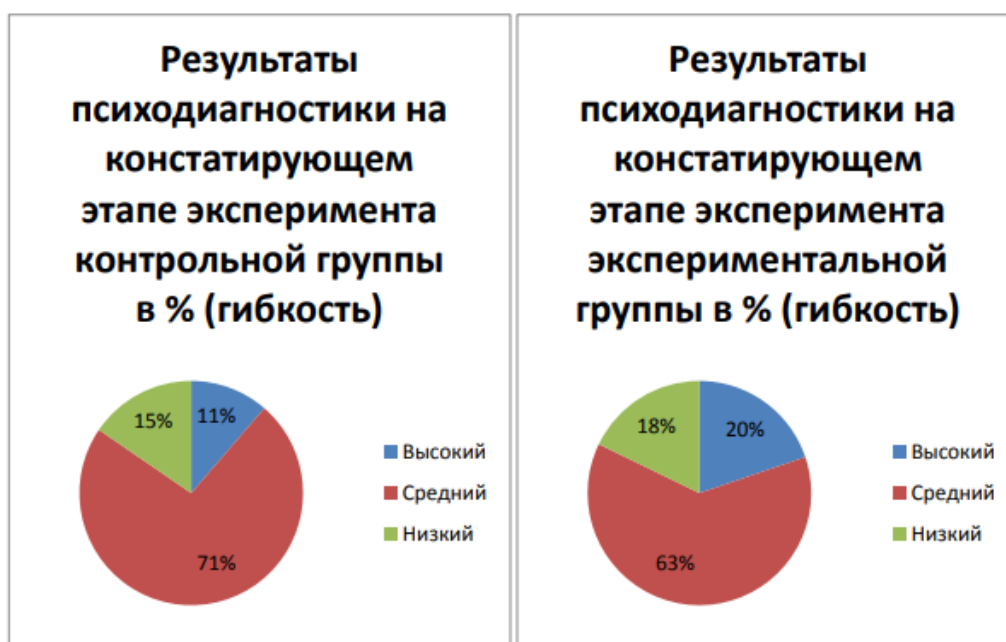 Результаты
психодиагностики на
констатирующем
этапе эксперимента
контрольной группы
в % (гибкость)
15%
11%
71%
Высокий
Средний
Низкий
Результаты
психодиагностики на
констатирующем
этапе эксперимента
экспериментальной
группы в % (гибкость)
18%
20%
63%
Высокий
Средний
Низкий